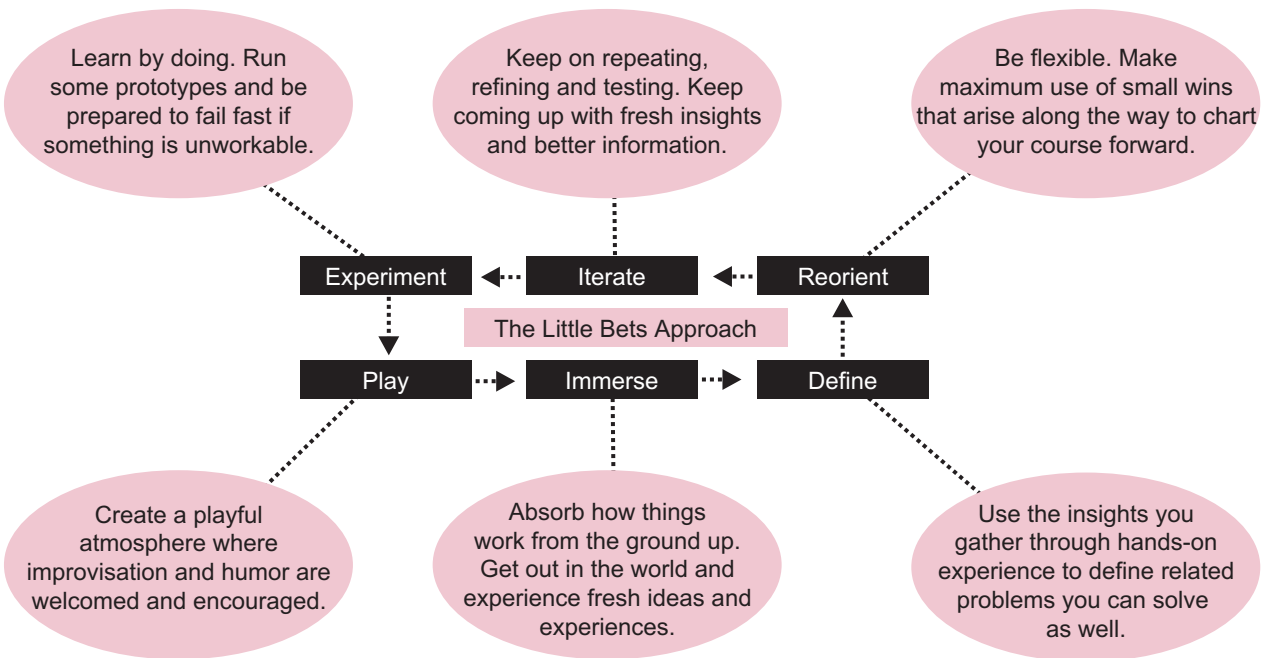 Learn by doing. Run
some prototypes and be
prepared to fail fast if
something is unworkable.
Keep on repeating,
refining and testing. Keep
coming up with fresh insights
and better information.
Be flexible. Make
maximum use of small wins
that arise along the way to chart
your course forward.
Experiment
Iterate
Reorient
The Little Bets Approach
Play
Immerse
Define
Create a playful
atmosphere where
improvisation and humor are
welcomed and encouraged.
Absorb how things
work from the ground up.
Get out in the world and
experience fresh ideas and
experiences.
Use the insights you
gather through hands-on
experience to define related
problems you can solve
as well.